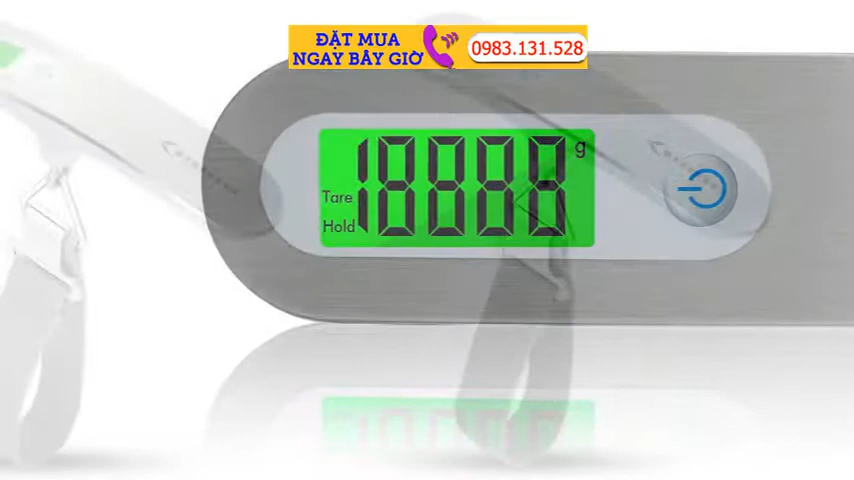 ĐẶT MUA
NGAY BÂY GIỜ
0983.131.528
18888 g
Tare
Hold